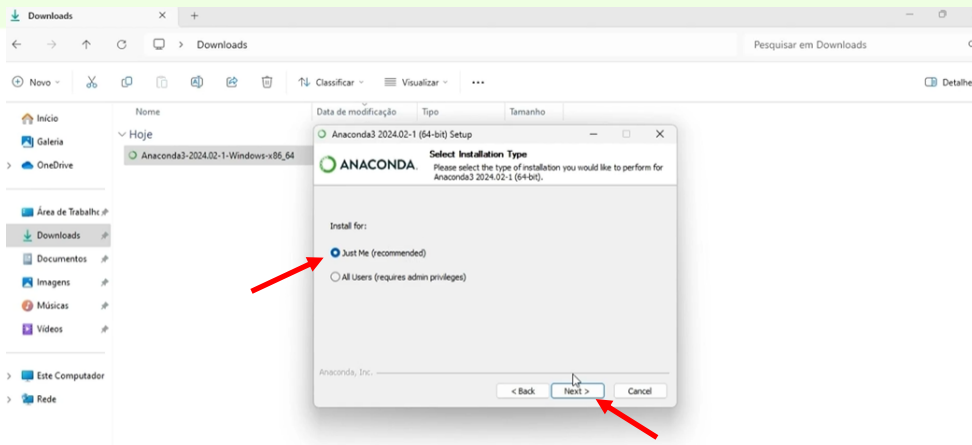 Downloads
Downloads
Pesquisar em Downloads
Novo
Classificar
Visualizar
Detalhe
Início
Galeria
OneDrive
Área de Trabalho
Downloads
Documentos
Imagens
Músicas
Vídeos
Este Computador
Rede
Nome
Data de modificação
Tipo
Tamanho
Hoje
Anaconda3-2024.02-1-Windows-x86_64
Anaconda3 2024.02-1 (64-bit) Setup
ANACONDA.
Select Installation Type
Please select the type of installation you would like to perform for
Anaconda3 2024.02-1 (64-bit).
Install for:
Just Me (recommended)
All Users (requires admin privileges)
Anaconda, Inc.
< Back
Next >
Cancel